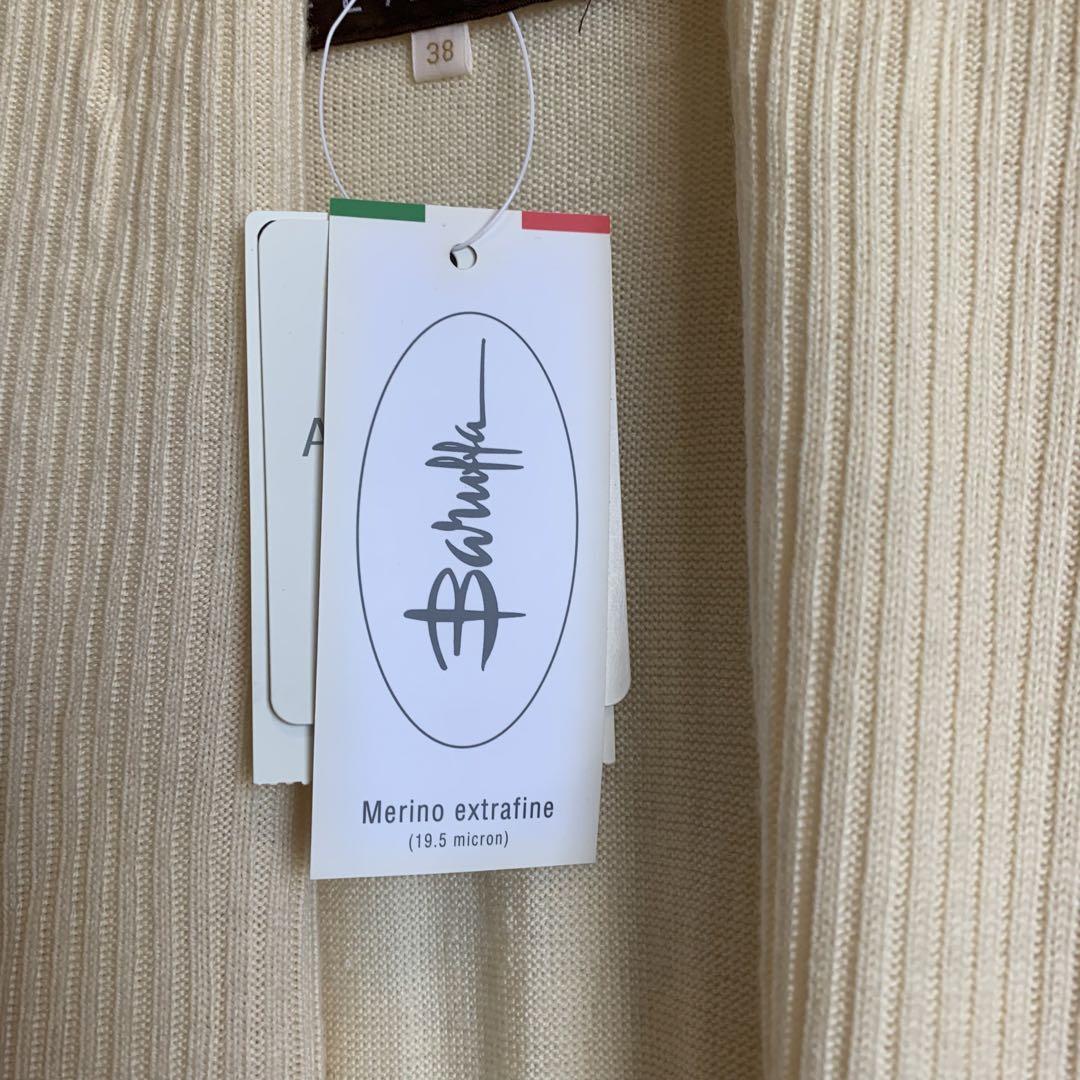 38
A
Baruffa
Merino extrafine
(19.5 micron)